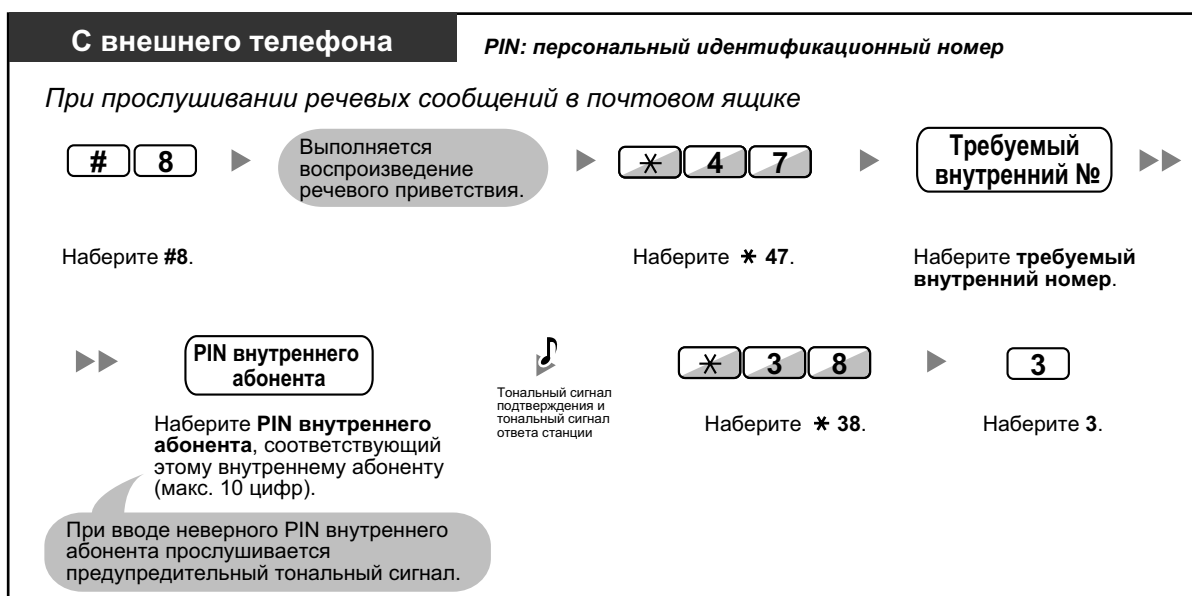 С внешнего телефона
PIN: персональный идентификационный номер
При прослушивании речевых сообщений в почтовом ящике
# 8
Выполняется
воспроизведение
речевого приветствия.
* 4 7
Требуемый
внутренний №
Наберите #8.
Наберите * 47.
Наберите требуемый
внутренний номер.
PIN внутреннего
абонента
Тональный сигнал
подтверждения и
тональный сигнал
ответа станции
* 3 8
3
Наберите PIN внутреннего
абонента, соответствующий
этому внутреннему абоненту
(макс. 10 цифр).
Наберите * 38.
Наберите 3.
При вводе неверного PIN внутреннего
абонента прослушивается
предупредительный тональный сигнал.